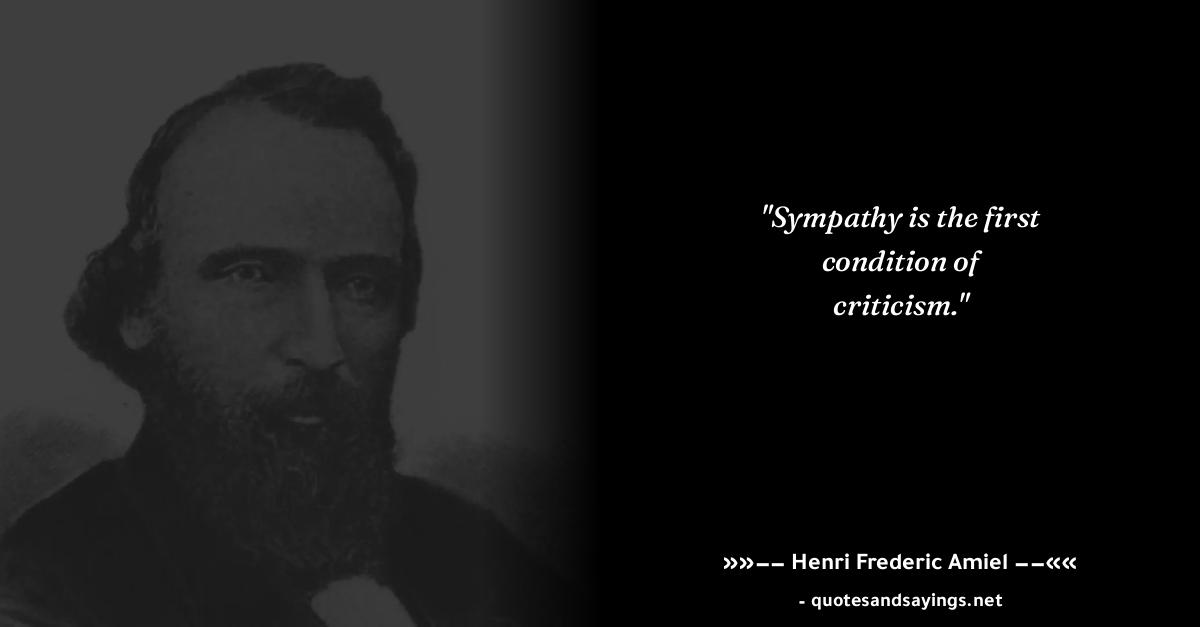 "Sympathy is the first
condition of
criticism."
»»–– Henri Frederic Amiel ––««
- quotesandsayings.net